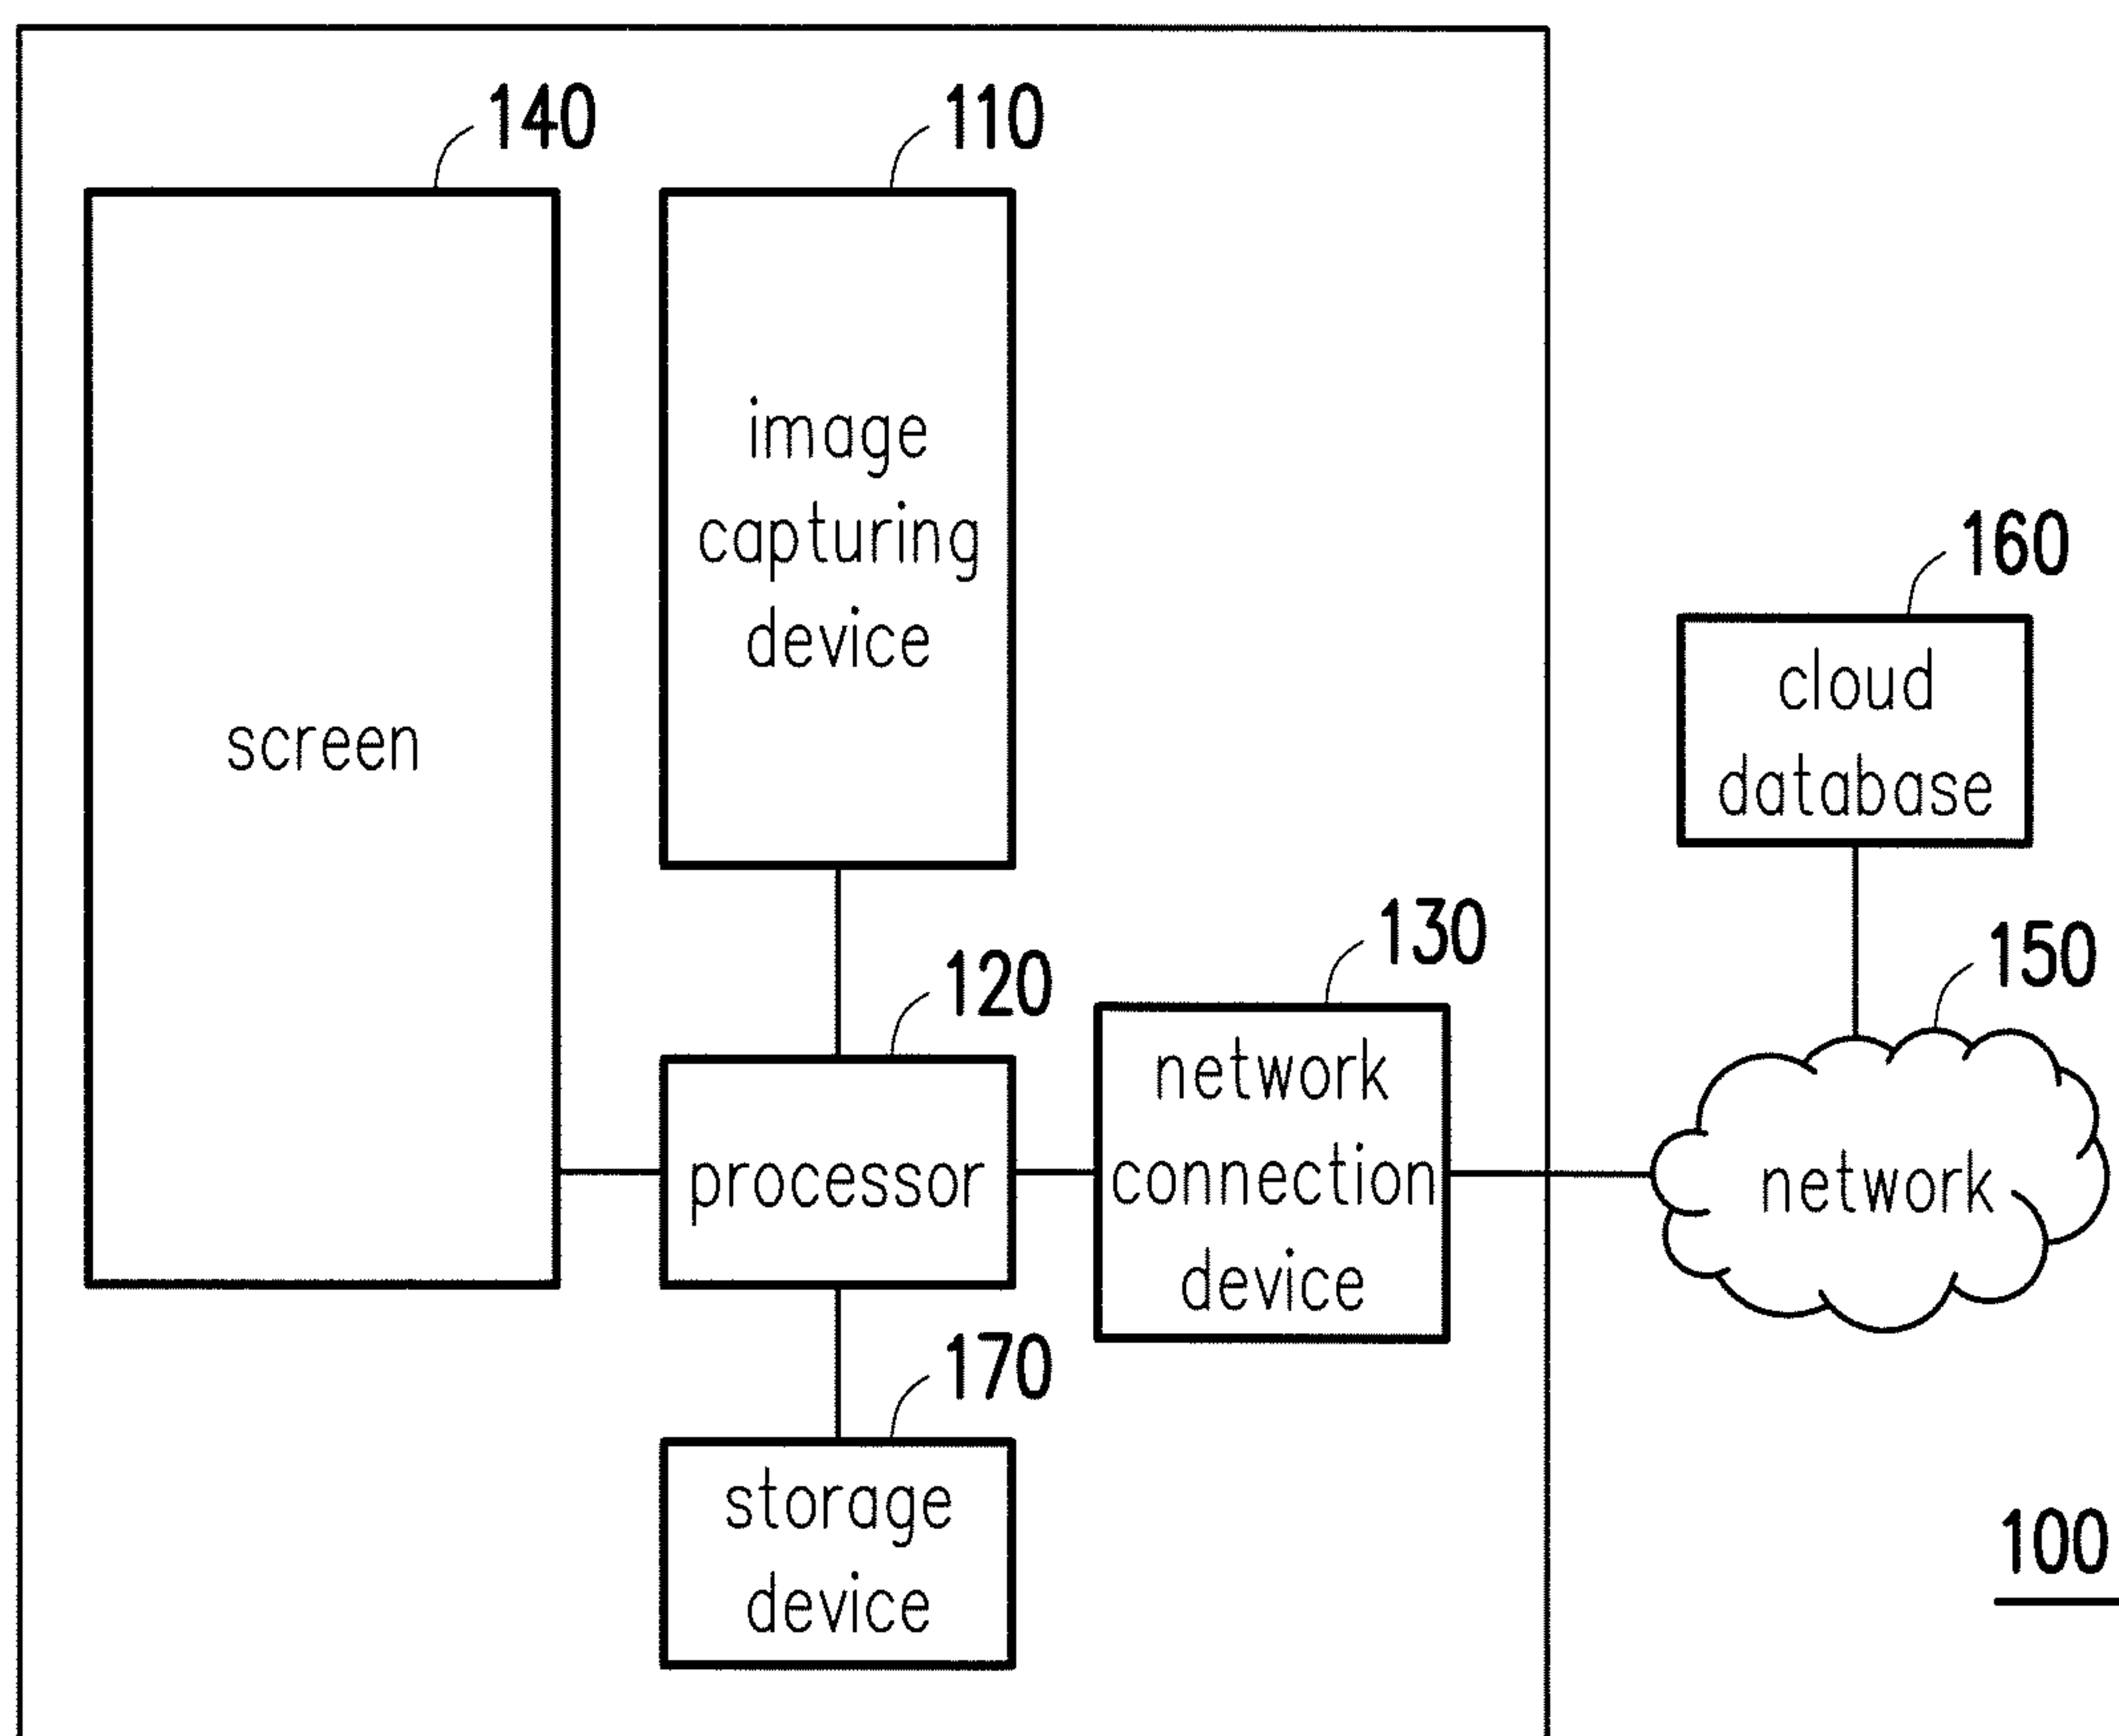 140
110
screen
image
capturing
device
160
cloud
database
120
processor
130
network
connection
device
150
network
170
storage
device
100